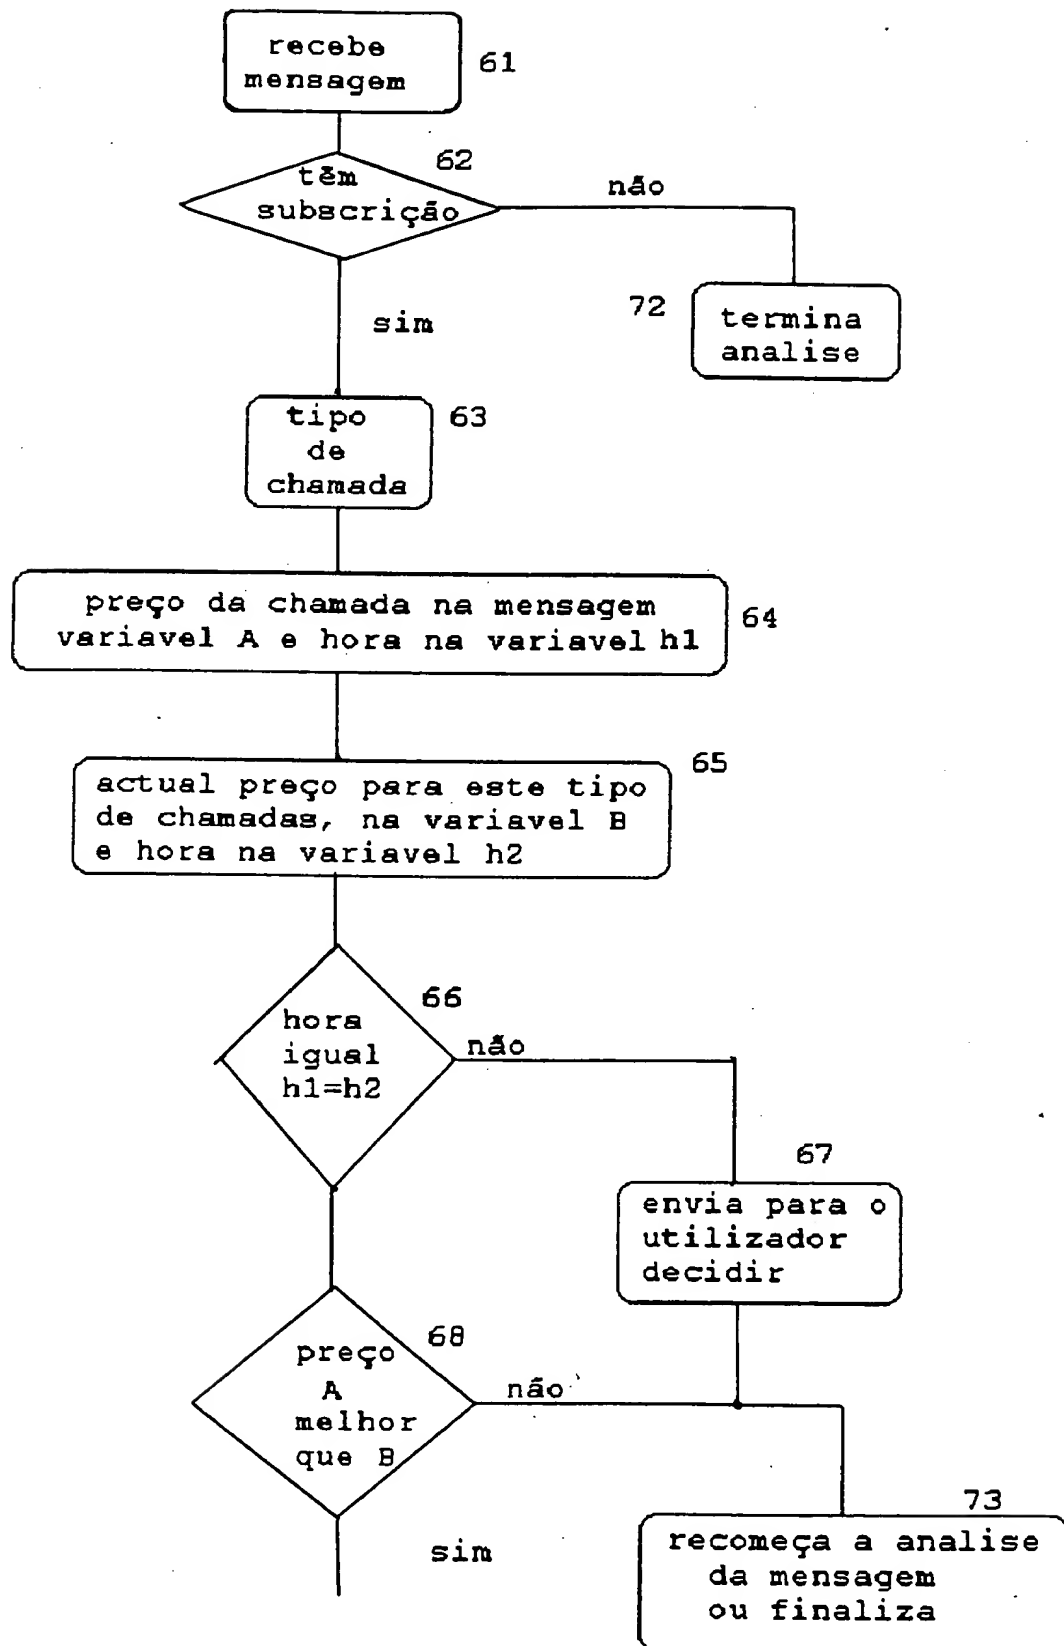 recebe
mensagem
61
62
têm
subscrição
não
sim
72
termina
analise
tipo
de
chamada
63
preço da chamada na mensagem
variavel A e hora na variavel h1
64
65
actual preço para este tipo
de chamadas, na variavel B
e hora na variavel h2
66
hora
igual
h1=h2
não
67
envia para o
utilizador
decidir
68
preço
A
melhor
que B
não
sim
73
recomeça a analise
da mensagem
ou finaliza